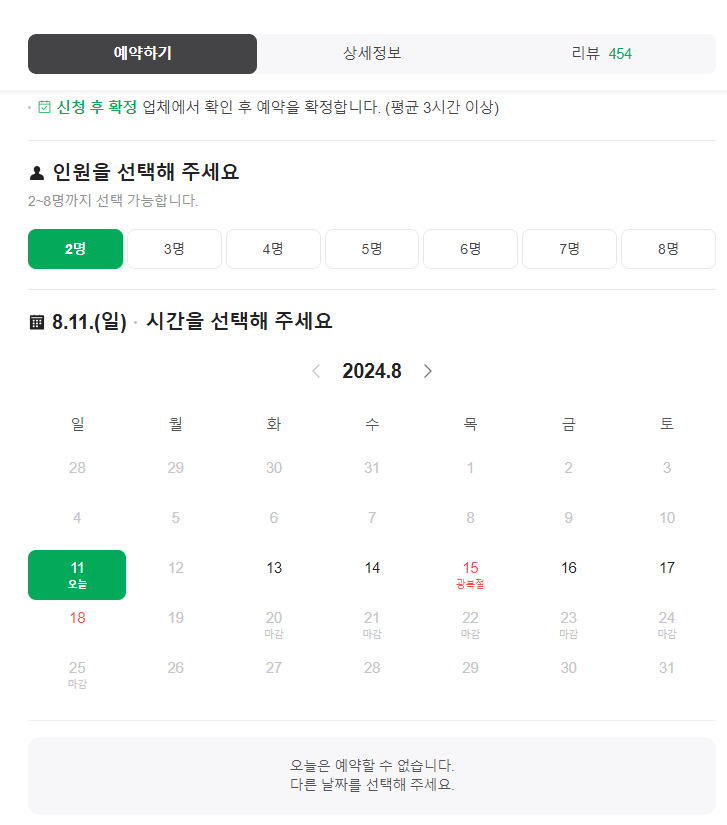 예약하기 상세정보 리뷰 454
· 신청 후 확정 업체에서 확인 후 예약을 확정합니다. (평균 3시간 이상)
인원을 선택해 주세요
2~8명까지 선택 가능합니다.
2명 3명 4명 5명 6명 7명 8명
8.11.(일) · 시간을 선택해 주세요
2024.8
일 월 화 수 목 금 토
28 29 30 31 1 2 3
4 5 6 7 8 9 10
11 12 13 14 15 16 17
오늘 광복절
18 19 20 21 22 23 24
마감 마감 마감 마감 마감
25 26 27 28 29 30 31
마감
오늘은 예약할 수 없습니다.
다른 날짜를 선택해 주세요.